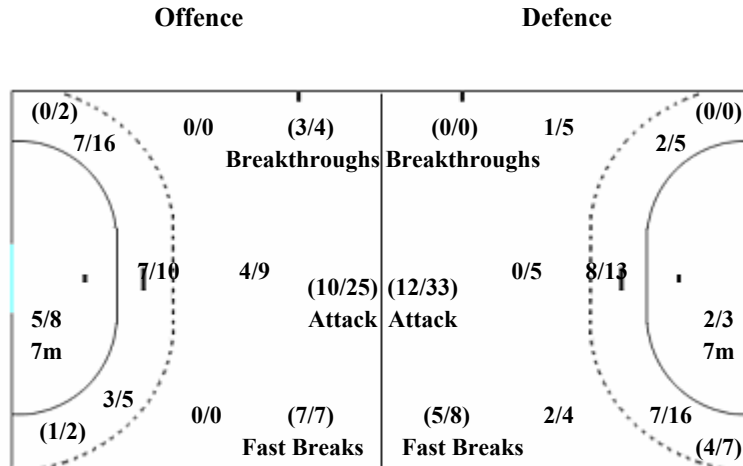 Offence Defence
(0/2) 0/0 (3/4) (0/0) 1/5 (0/0)
7/16 2/5
Breakthroughs Breakthroughs
7/10 4/9 0/5 8/13
(10/25) (12/33)
Attack Attack
5/8 2/3
7m 7m
3/5 0/0 (7/7) (5/8) 2/4 7/16
(1/2) (4/7)
Fast Breaks Fast Breaks